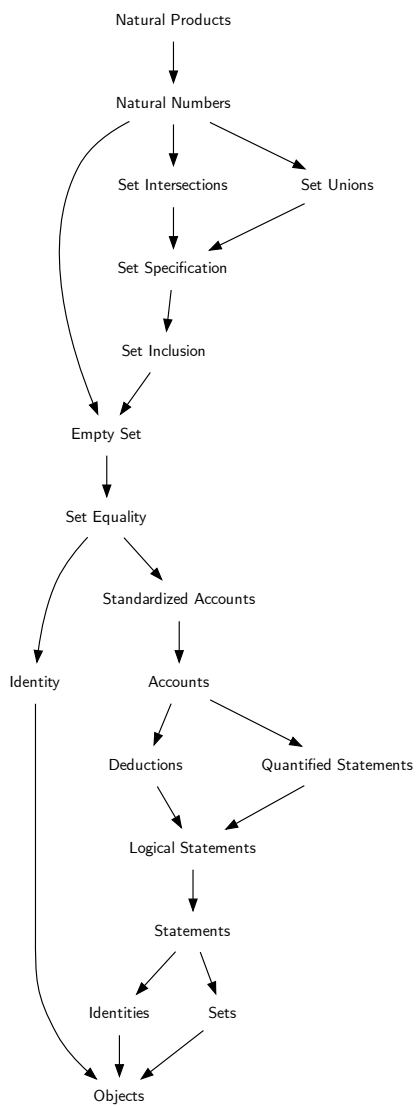 Natural Products
Natural Numbers
Set Intersections
Set Unions
Set Specification
Set Inclusion
Empty Set
Set Equality
Standardized Accounts
Identity
Accounts
Deductions
Quantified Statements
Logical Statements
Statements
Identities
Sets
Objects